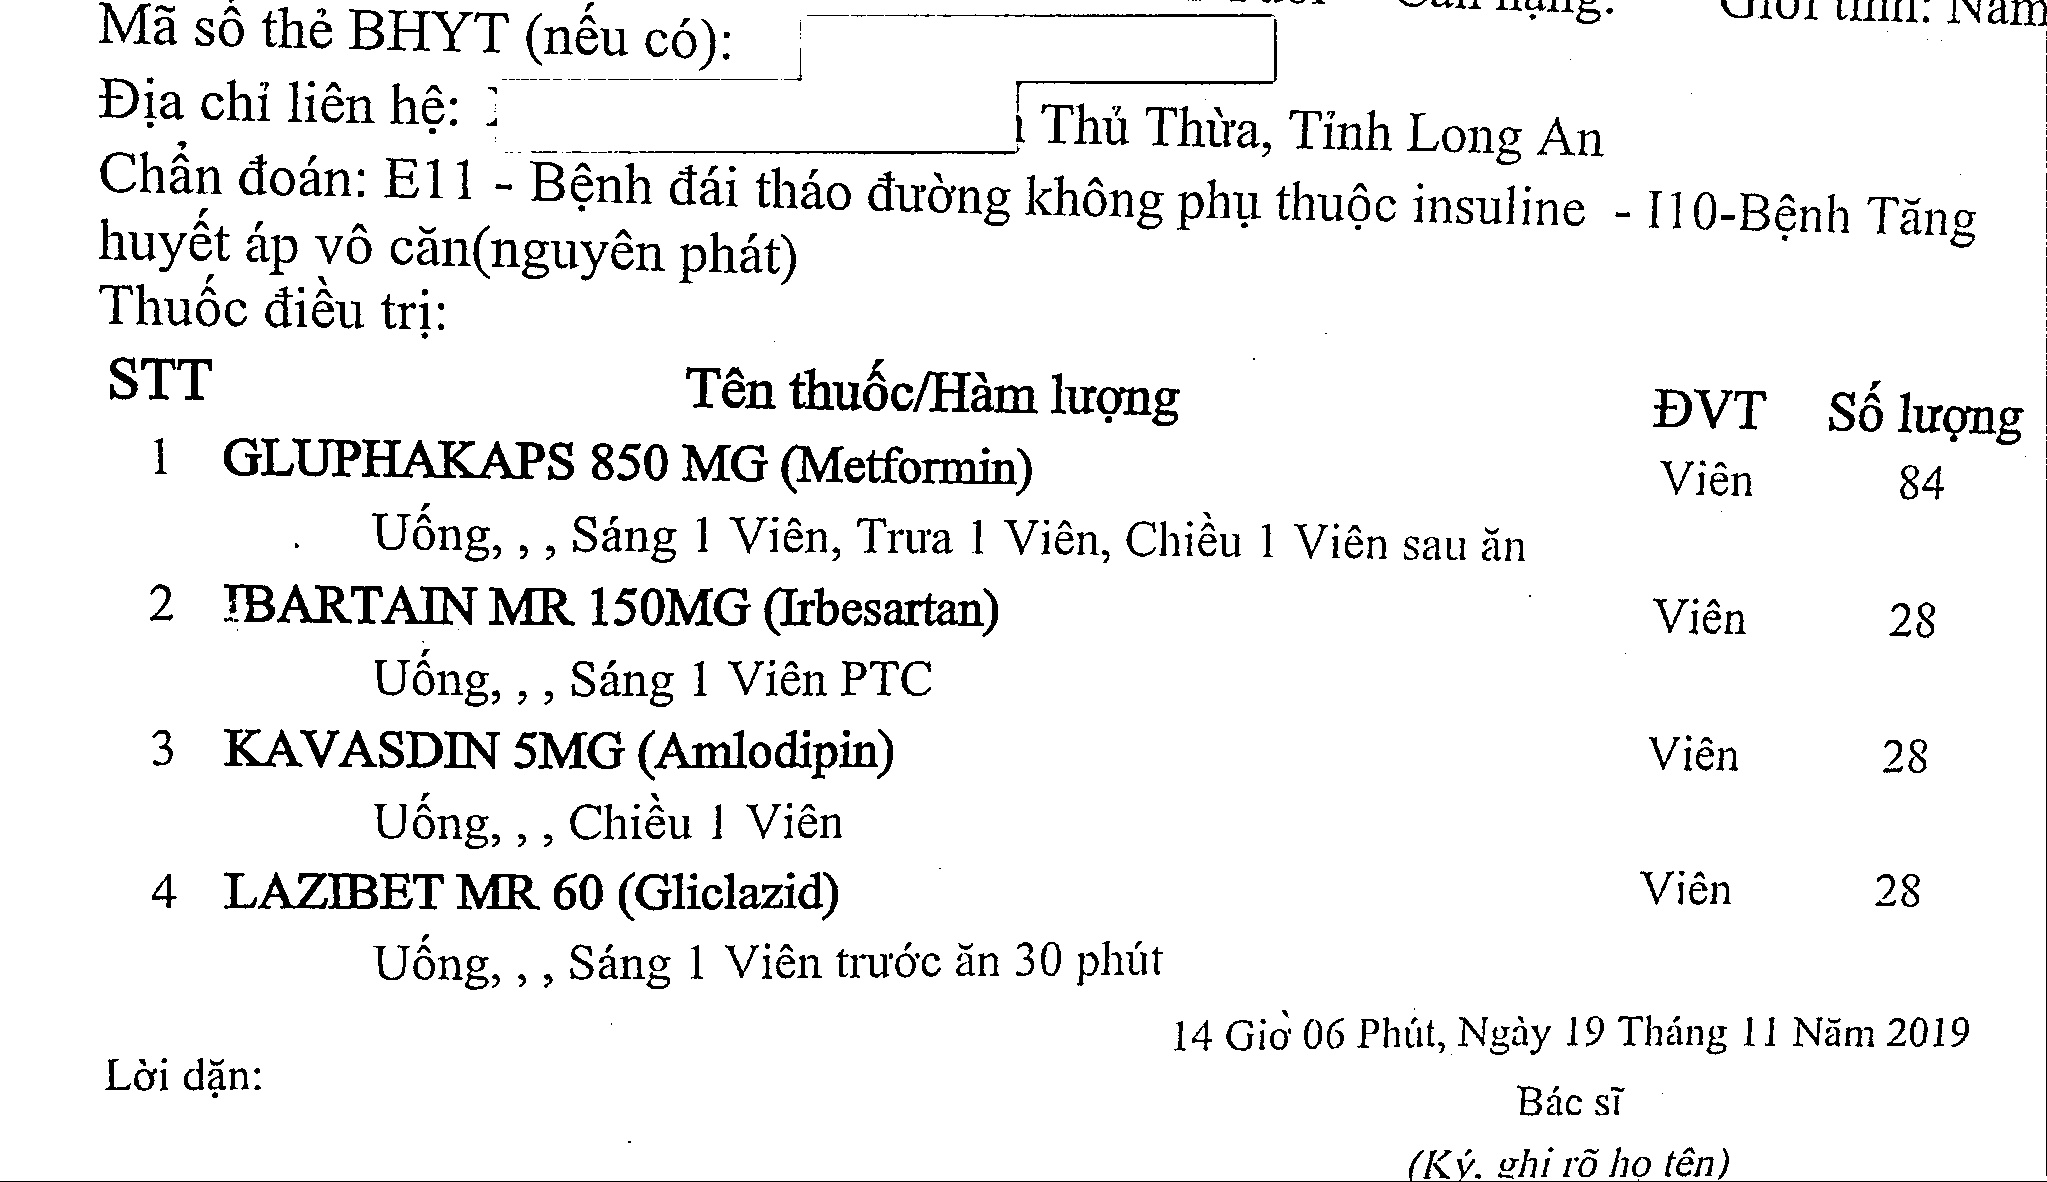 Cân nặng: Giới tính: Nam
Mã số thẻ BHYT (nếu có):
Địa chỉ liên hệ: Thủ Thừa, Tỉnh Long An
Chẩn đoán: E11 - Bệnh đái tháo đường không phụ thuộc insuline - I10-Bệnh Tăng
huyết áp vô căn(nguyên phát)
Thuốc điều trị:
STT Tên thuốc/Hàm lượng ĐVT Số lượng
1 GLUPHAKAPS 850 MG (Metformin) Viên 84
Uống, , , Sáng 1 Viên, Trưa 1 Viên, Chiều 1 Viên sau ăn
2 IBARTAIN MR 150MG (Irbesartan) Viên 28
Uống, , , Sáng 1 Viên PTC
3 KAVASDIN 5MG (Amlodipin) Viên 28
Uống, , , Chiều 1 Viên
4 LAZIBET MR 60 (Gliclazid) Viên 28
Uống, , , Sáng 1 Viên trước ăn 30 phút
14 Giờ 06 Phút, Ngày 19 Tháng 11 Năm 2019
Lời dặn:
Bác sĩ
(Ký, ghi rõ họ tên)